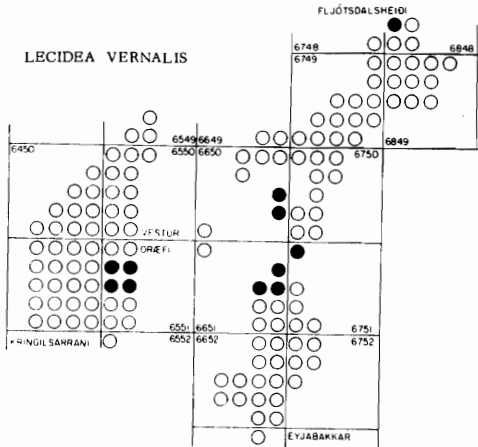 FLJÓTSDALSHEIÐI
LECIDEA VERNALIS
6748 6848
6749
6549 6649
6450 6550 6650 6750 6849
VESTUR
ÖRÆFI
6551 6651 6751
KRINGILSÁRRANI 6552 6652 6752
EYJABAKKAR